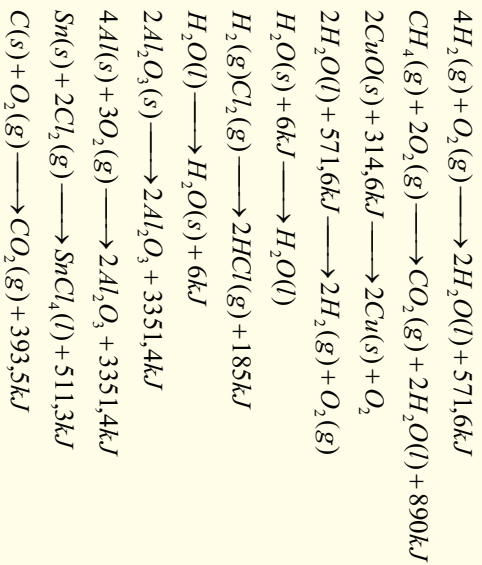 4H₂(g) + O₂(g) ⟶ 2H₂O(l) + 571,6kJ
CH₄(g) + 2O₂(g) ⟶ CO₂(g) + 2H₂O(l) + 890kJ
2CuO(s) + 314,6kJ ⟶ 2Cu(s) + O₂
2H₂O(l) + 571,6kJ ⟶ 2H₂(g) + O₂(g)
H₂O(s) + 6kJ ⟶ H₂O(l)
H₂(g)Cl₂(g) ⟶ 2HCl(g) + 185kJ
H₂O(l) ⟶ H₂O(s) + 6kJ
2Al₂O₃(s) ⟶ 2Al₂O₃ + 3351,4kJ
4Al(s) + 3O₂(g) ⟶ 2Al₂O₃ + 3351,4kJ
Sn(s) + 2Cl₂(g) ⟶ SnCl₄(l) + 511,3kJ
C(s) + O₂(g) ⟶ CO₂(g) + 393,5kJ